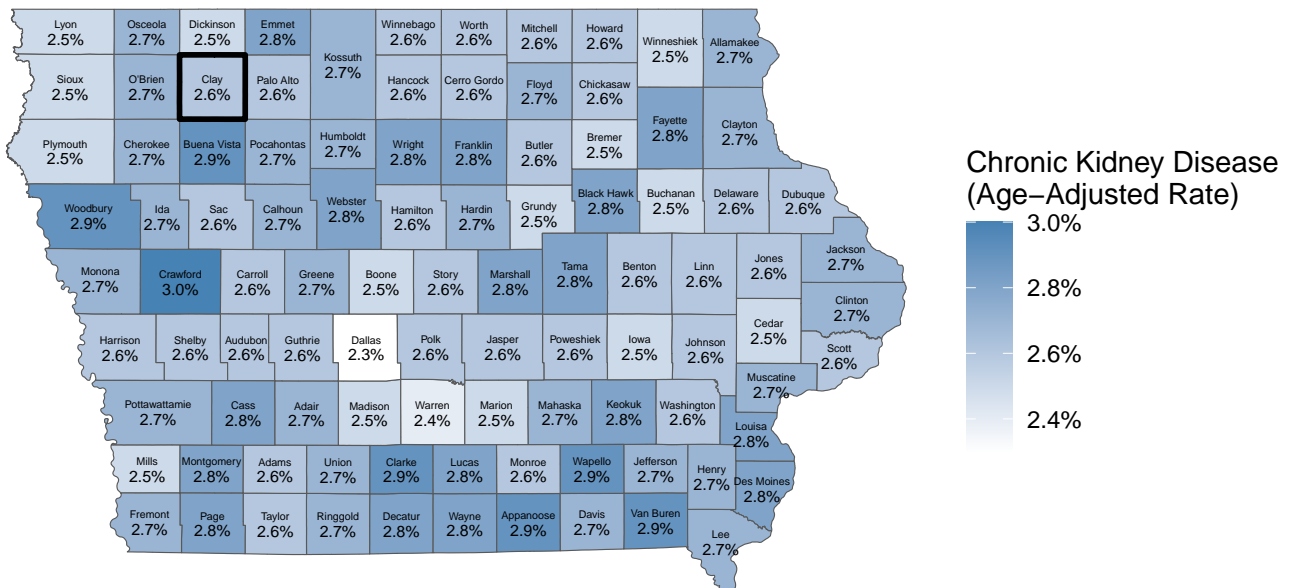 Lyon
2.5%
Osceola
2.7%
Dickinson
2.5%
Emmet
2.8%
Kossuth
2.7%
Winnebago
2.6%
Worth
2.6%
Mitchell
2.6%
Howard
2.6%
Winneshiek
2.5%
Allamakee
2.7%
Sioux
2.5%
O'Brien
2.7%
Clay
2.6%
Palo Alto
2.6%
Hancock
2.6%
Cerro Gordo
2.6%
Floyd
2.7%
Chickasaw
2.6%
Fayette
2.8%
Clayton
2.7%
Plymouth
2.5%
Cherokee
2.7%
Buena Vista
2.9%
Pocahontas
2.7%
Humboldt
2.7%
Wright
2.8%
Franklin
2.8%
Butler
2.6%
Bremer
2.5%
Woodbury
2.9%
Ida
2.7%
Sac
2.6%
Calhoun
2.7%
Webster
2.8%
Hamilton
2.6%
Hardin
2.7%
Grundy
2.5%
Black Hawk
2.8%
Buchanan
2.5%
Delaware
2.6%
Dubuque
2.6%
Monona
2.7%
Crawford
3.0%
Carroll
2.6%
Greene
2.7%
Boone
2.5%
Story
2.6%
Marshall
2.8%
Tama
2.8%
Benton
2.6%
Linn
2.6%
Jones
2.6%
Jackson
2.7%
Clinton
2.7%
Harrison
2.6%
Shelby
2.6%
Audubon
2.6%
Guthrie
2.6%
Dallas
2.3%
Polk
2.6%
Jasper
2.6%
Poweshiek
2.6%
Iowa
2.5%
Johnson
2.6%
Cedar
2.5%
Scott
2.6%
Muscatine
2.7%
Pottawattamie
2.7%
Cass
2.8%
Adair
2.7%
Madison
2.5%
Warren
2.4%
Marion
2.5%
Mahaska
2.7%
Keokuk
2.8%
Washington
2.6%
Louisa
2.8%
Mills
2.5%
Montgomery
2.8%
Adams
2.6%
Union
2.7%
Clarke
2.9%
Lucas
2.8%
Monroe
2.6%
Wapello
2.9%
Jefferson
2.7%
Henry
2.7%
Des Moines
2.8%
Fremont
2.7%
Page
2.8%
Taylor
2.6%
Ringgold
2.7%
Decatur
2.8%
Wayne
2.8%
Appanoose
2.9%
Davis
2.7%
Van Buren
2.9%
Lee
2.7%
Chronic Kidney Disease
(Age−Adjusted Rate)
3.0%
2.8%
2.6%
2.4%